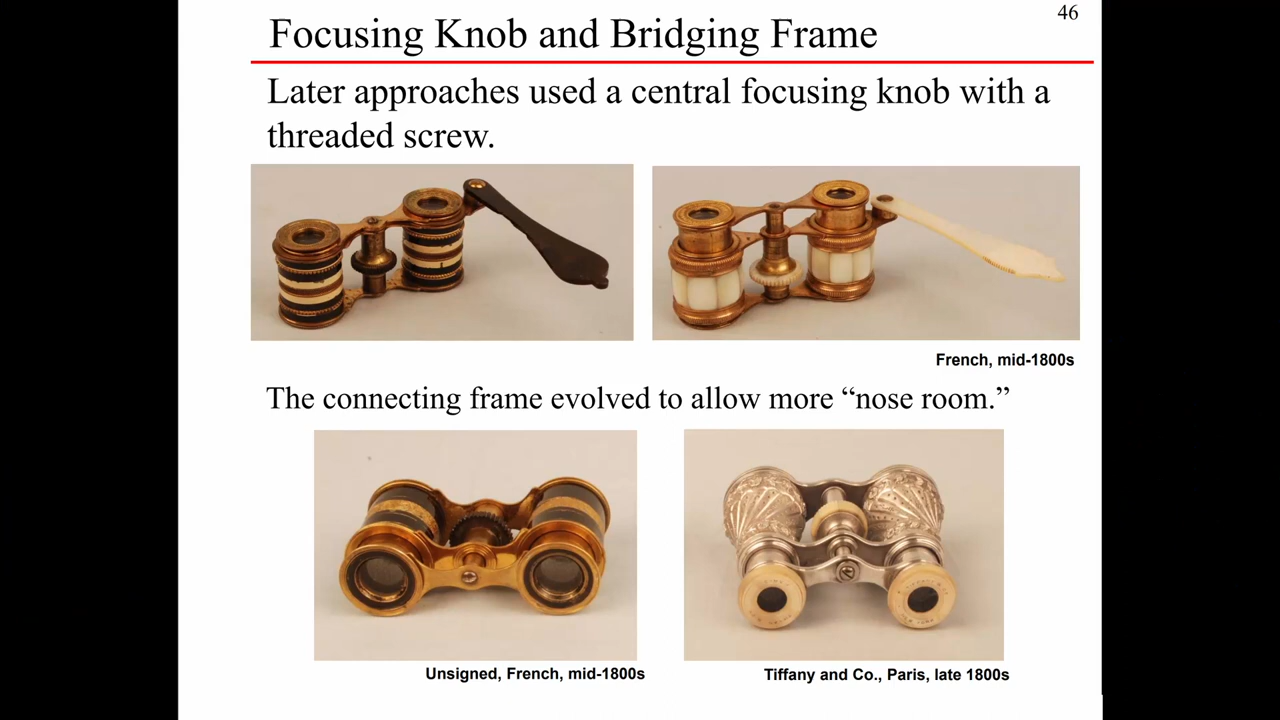 46
Focusing Knob and Bridging Frame
Later approaches used a central focusing knob with a
threaded screw.
French, mid-1800s
The connecting frame evolved to allow more “nose room.”
Unsigned, French, mid-1800s
Tiffany and Co., Paris, late 1800s